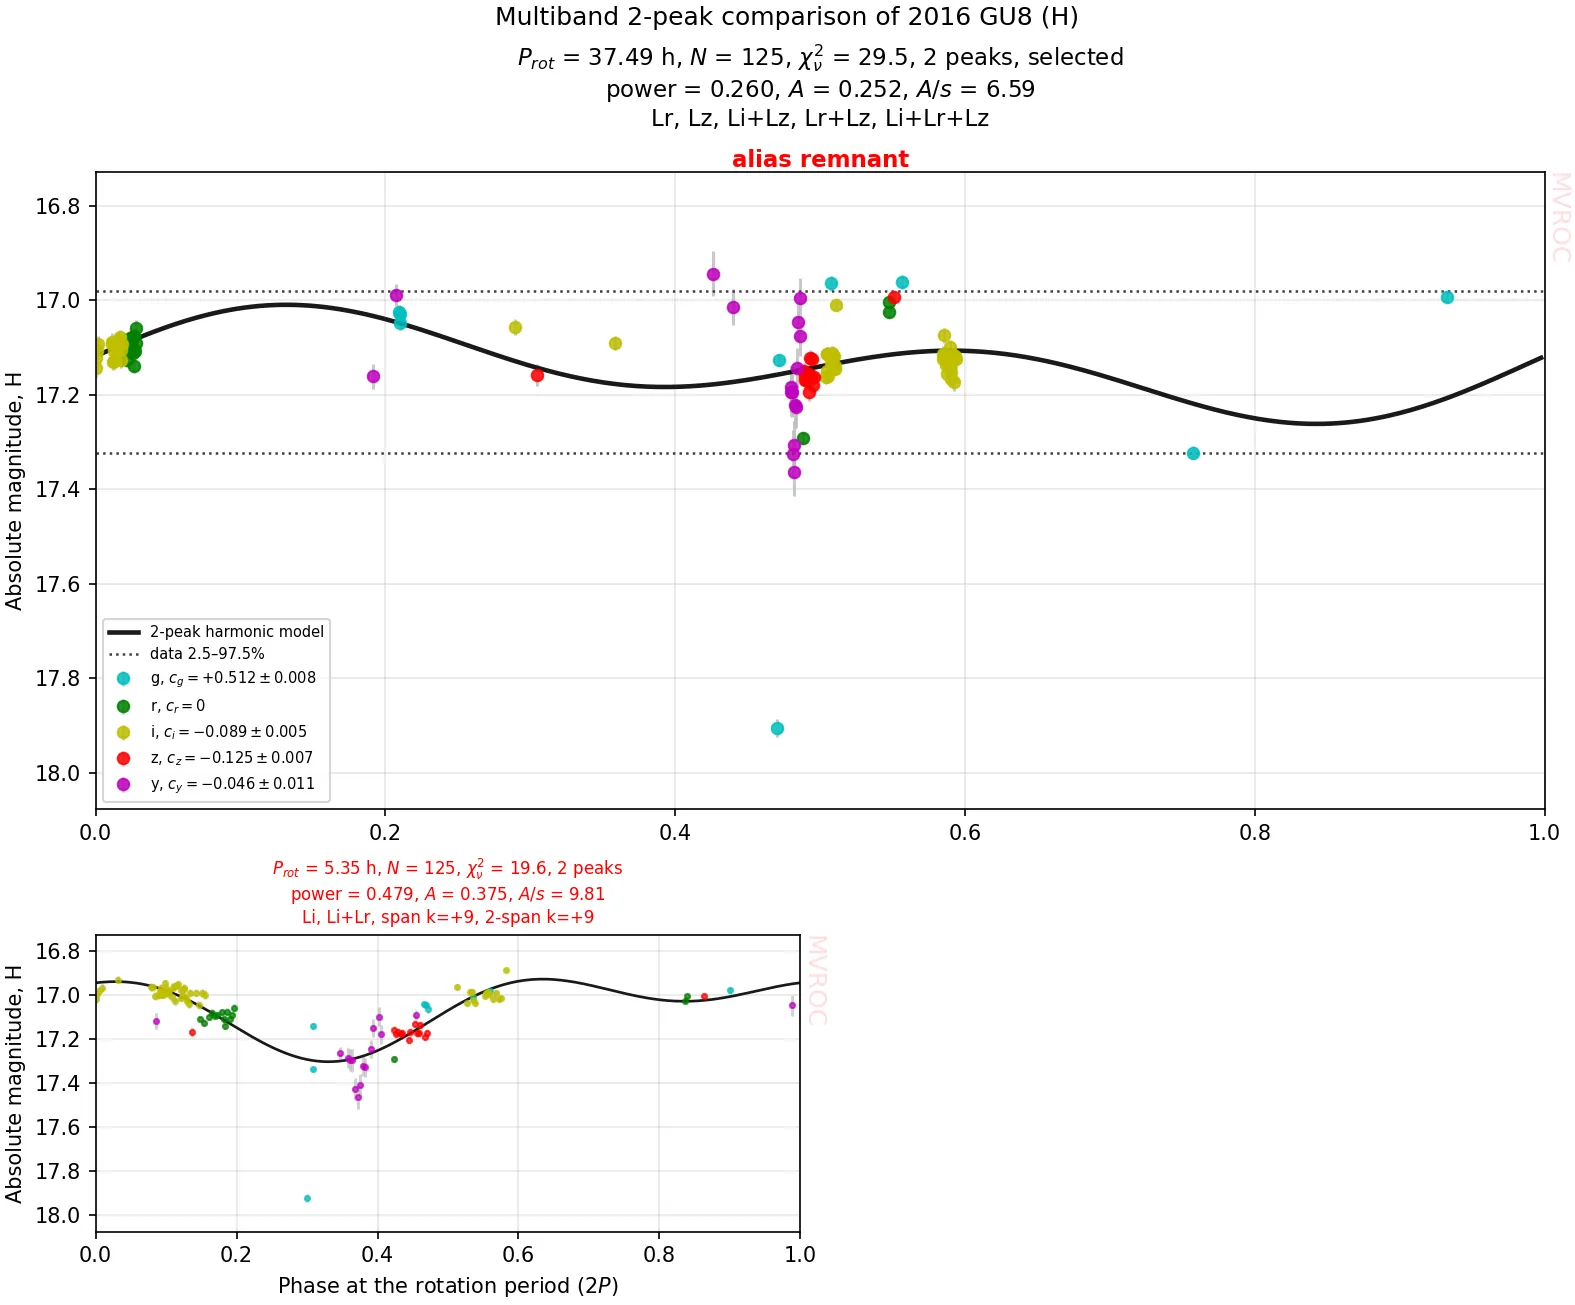 Multiband 2-peak comparison of 2016 GU8 (H)
P_rot = 37.49 h, N = 125, χ²_ν = 29.5, 2 peaks, selected
power = 0.260, A = 0.252, A/s = 6.59
Lr, Lz, Li+Lz, Lr+Lz, Li+Lr+Lz
alias remnant
MVROC
Absolute magnitude, H
16.8
17.0
17.2
17.4
17.6
17.8
18.0
2-peak harmonic model
data 2.5–97.5%
g, c_g = +0.512 ± 0.008
r, c_r = 0
i, c_i = −0.089 ± 0.005
z, c_z = −0.125 ± 0.007
y, c_y = −0.046 ± 0.011
0.0 0.2 0.4 0.6 0.8 1.0
P_rot = 5.35 h, N = 125, χ²_ν = 19.6, 2 peaks
power = 0.479, A = 0.375, A/s = 9.81
Li, Li+Lr, span k=+9, 2-span k=+9
MVROC
Absolute magnitude, H
16.8
17.0
17.2
17.4
17.6
17.8
18.0
0.0 0.2 0.4 0.6 0.8 1.0
Phase at the rotation period (2P)